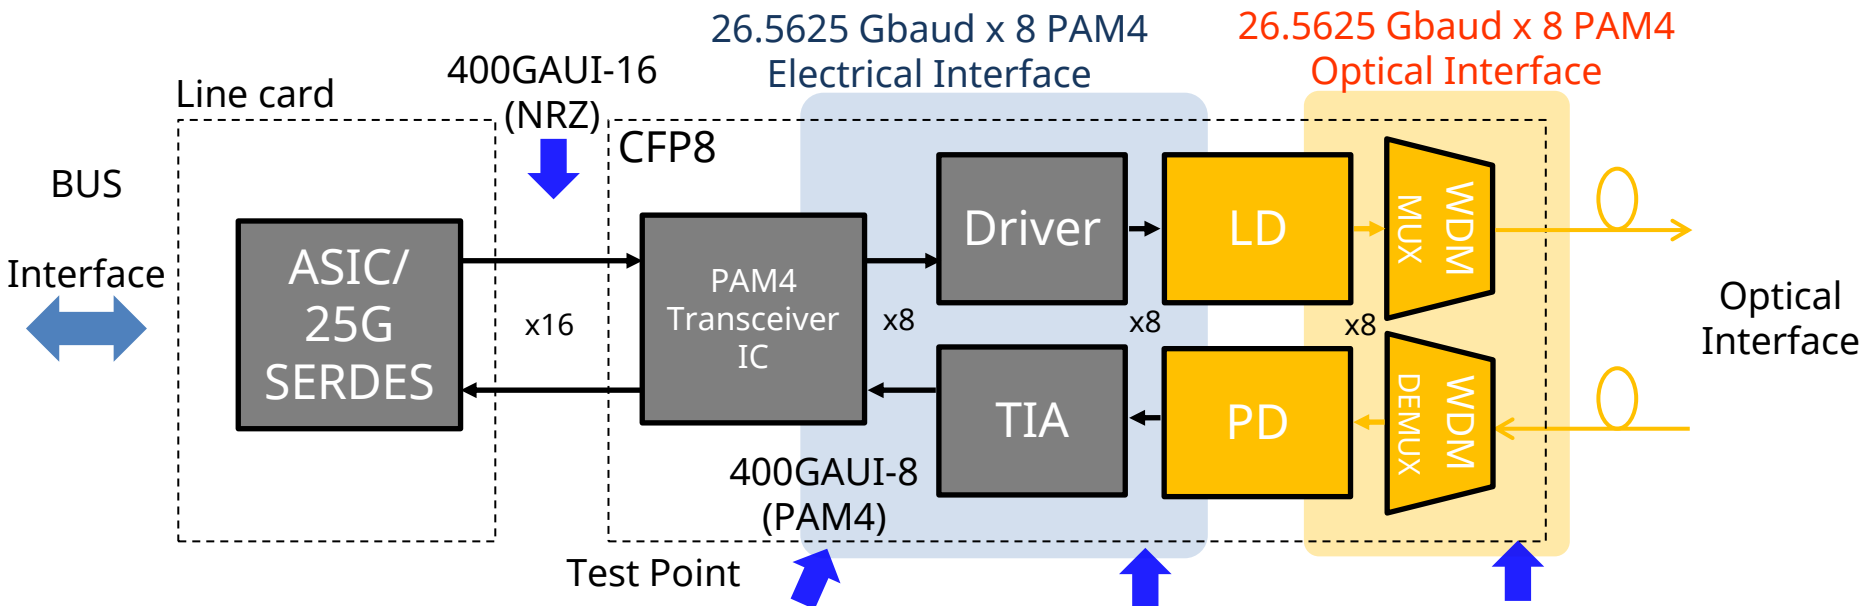 26.5625 Gbaud x 8 PAM4
Electrical Interface
26.5625 Gbaud x 8 PAM4
Optical Interface
400GAUI-16
(NRZ)
Line card
CFP8
BUS
Interface
ASIC/
25G
SERDES
x16
PAM4
Transceiver
IC
x8
Driver
x8
LD
x8
WDM
MUX
TIA
PD
WDM
DEMUX
Optical
Interface
400GAUI-8
(PAM4)
Test Point